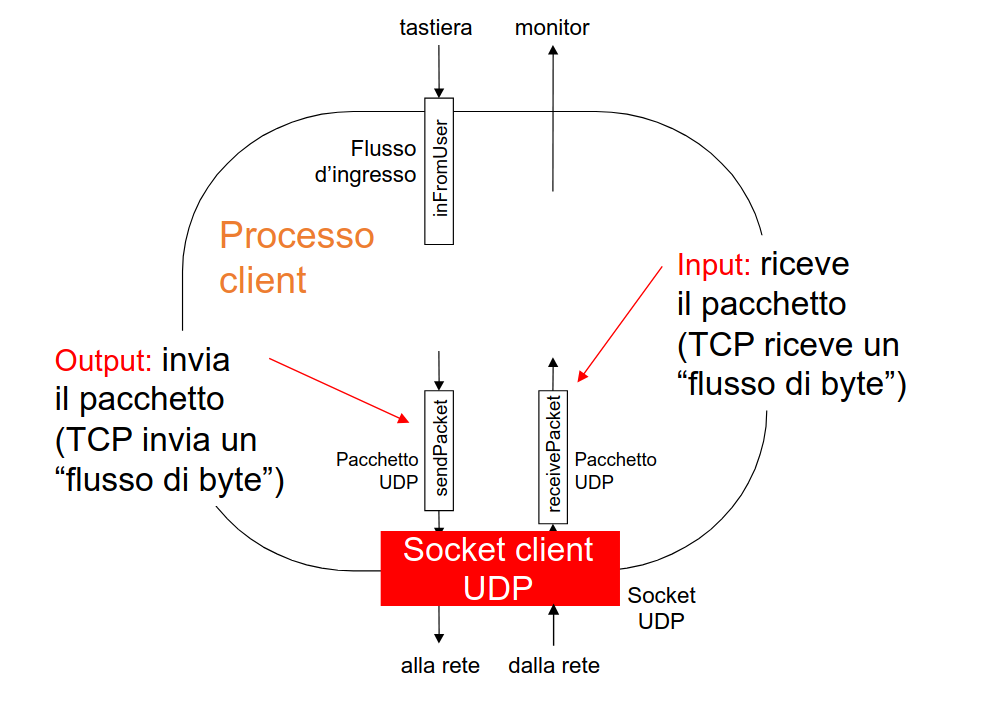 tastiera
monitor
Flusso
d’ingresso
inFromUser
Processo
client
Input: riceve
il pacchetto
(TCP riceve un
“flusso di byte”)
Output: invia
il pacchetto
(TCP invia un
“flusso di byte”)
Pacchetto
UDP
sendPacket
receivePacket
Pacchetto
UDP
Socket client
UDP
Socket
UDP
alla rete
dalla rete